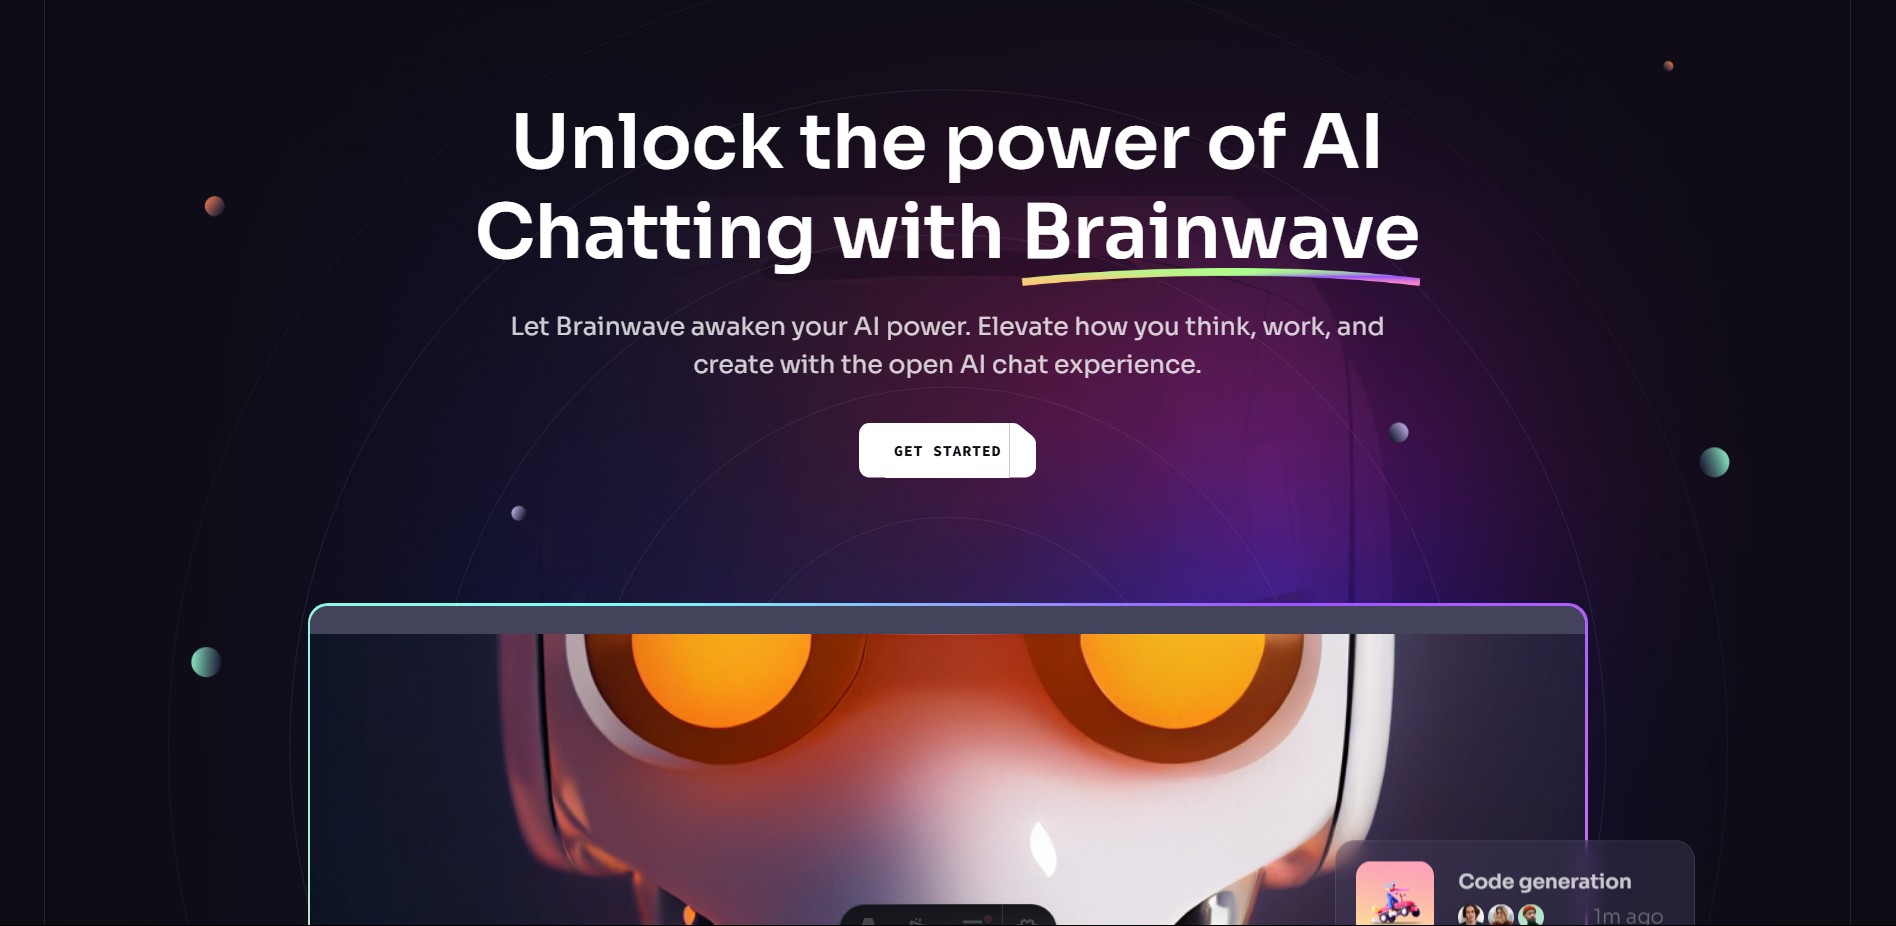 Unlock the power of AI
Chatting with Brainwave
Let Brainwave awaken your AI power. Elevate how you think, work, and
create with the open AI chat experience.
GET STARTED
Code generation
1m ago